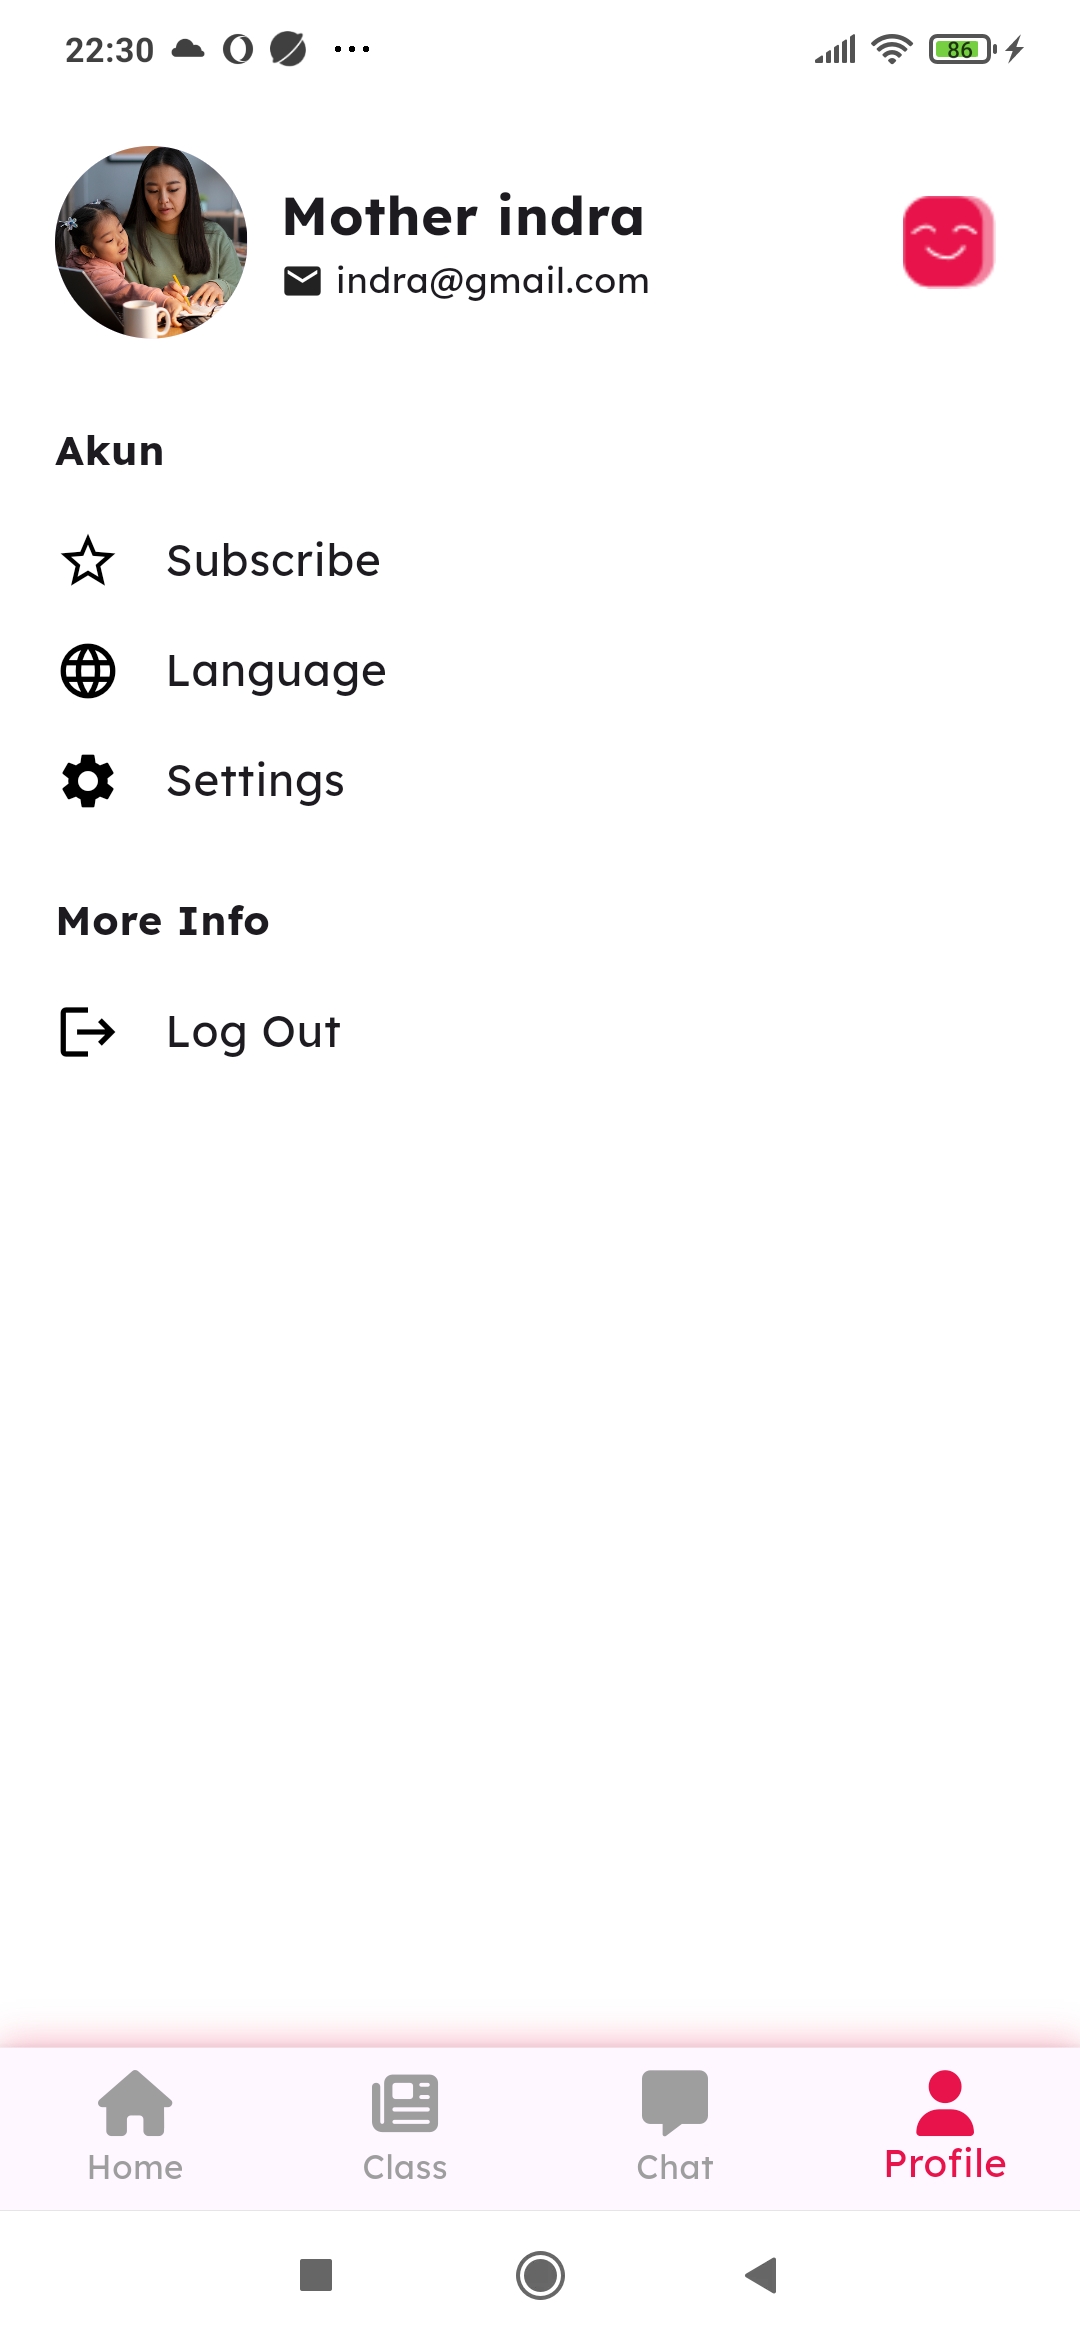 22:30
86
Mother indra
indra@gmail.com
Akun
Subscribe
Language
Settings
More Info
Log Out
Home
Class
Chat
Profile